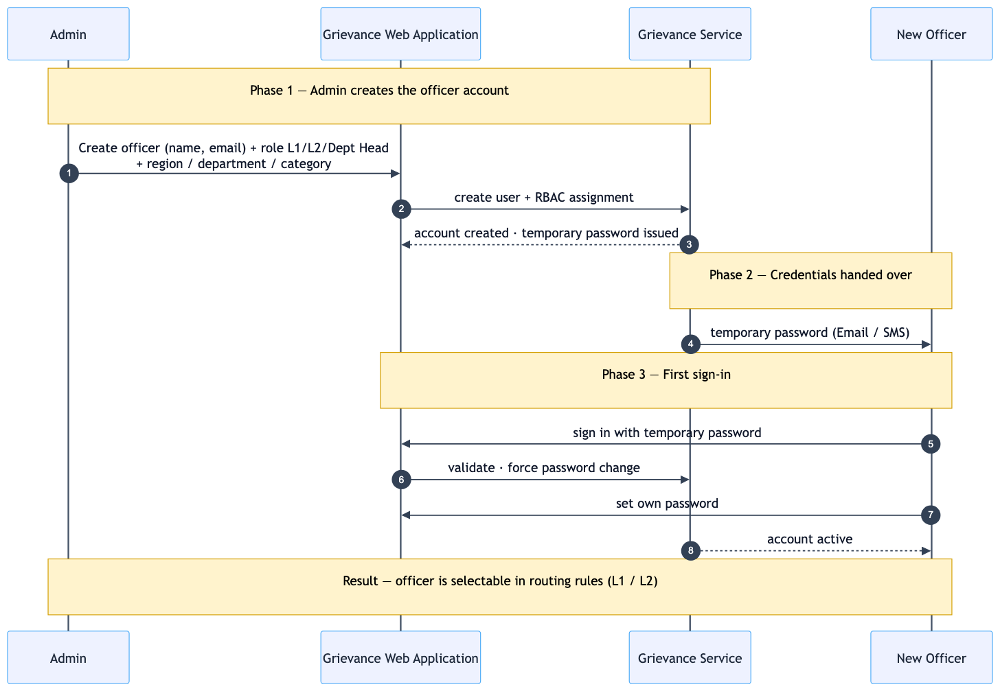 Admin
Grievance Web Application
Grievance Service
New Officer
Phase 1 — Admin creates the officer account
Create officer (name, email) + role L1/L2/Dept Head
+ region / department / category
1
create user + RBAC assignment
2
account created · temporary password issued
3
Phase 2 — Credentials handed over
temporary password (Email / SMS)
4
Phase 3 — First sign-in
sign in with temporary password
5
validate · force password change
6
set own password
7
account active
8
Result — officer is selectable in routing rules (L1 / L2)
Admin
Grievance Web Application
Grievance Service
New Officer